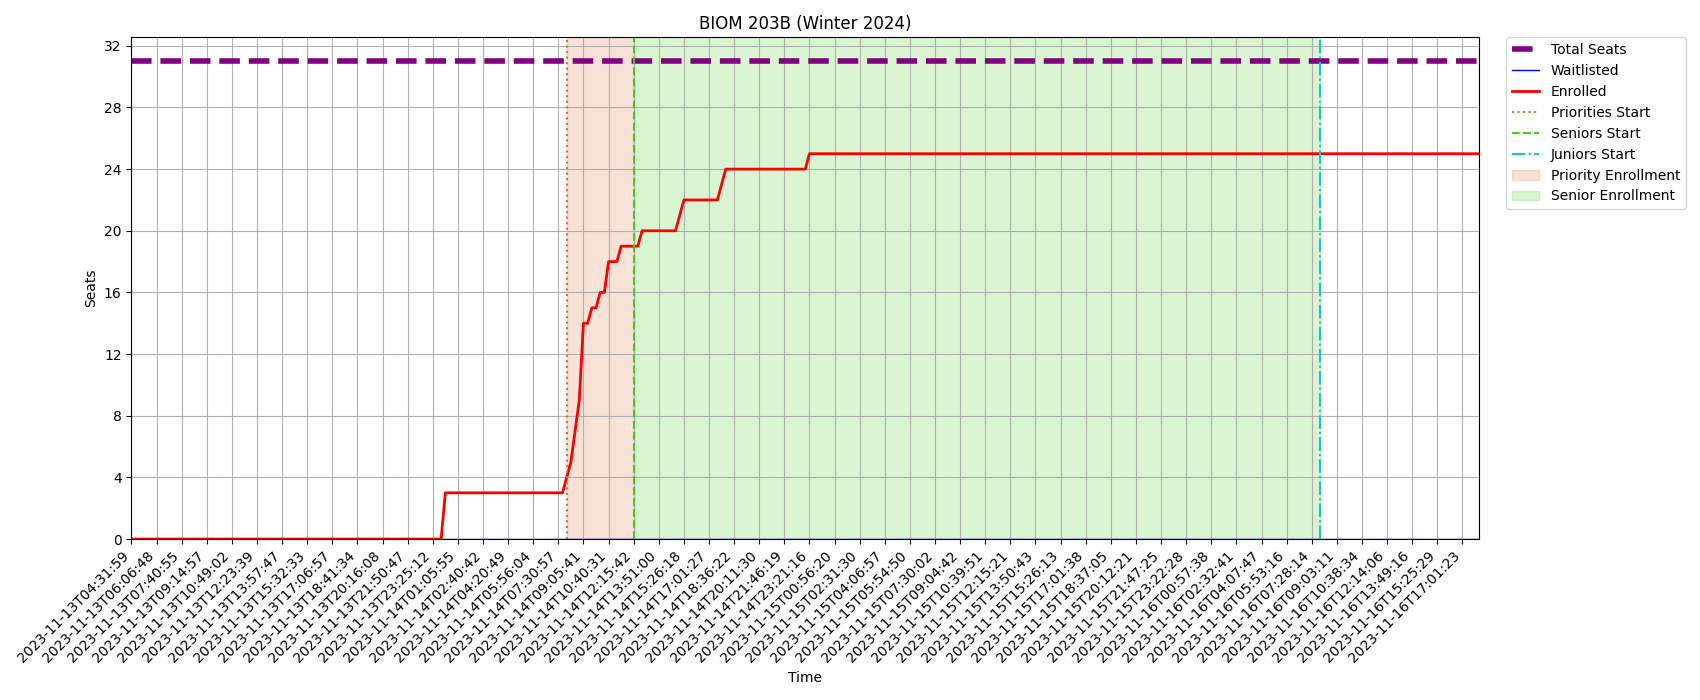 BIOM 203B (Winter 2024)
32
28
24
20
16
12
8
4
0
Seats
2023-11-13T04:31:59
2023-11-13T06:06:48
2023-11-13T07:40:55
2023-11-13T09:14:57
2023-11-13T10:49:02
2023-11-13T12:23:39
2023-11-13T13:57:47
2023-11-13T15:32:33
2023-11-13T17:06:57
2023-11-13T18:41:34
2023-11-13T20:16:08
2023-11-13T21:50:47
2023-11-13T23:25:12
2023-11-14T01:05:55
2023-11-14T02:40:42
2023-11-14T04:20:49
2023-11-14T05:56:04
2023-11-14T07:30:57
2023-11-14T09:05:41
2023-11-14T10:40:31
2023-11-14T12:15:42
2023-11-14T13:51:00
2023-11-14T15:26:18
2023-11-14T17:01:27
2023-11-14T18:36:22
2023-11-14T20:11:30
2023-11-14T21:46:19
2023-11-14T23:21:16
2023-11-15T00:56:20
2023-11-15T02:31:30
2023-11-15T04:06:57
2023-11-15T05:54:50
2023-11-15T07:30:02
2023-11-15T09:04:42
2023-11-15T10:39:51
2023-11-15T12:15:21
2023-11-15T13:50:43
2023-11-15T15:26:13
2023-11-15T17:01:38
2023-11-15T18:37:05
2023-11-15T20:12:21
2023-11-15T21:47:25
2023-11-15T23:22:28
2023-11-16T00:57:38
2023-11-16T02:32:41
2023-11-16T04:07:47
2023-11-16T05:53:16
2023-11-16T07:28:14
2023-11-16T09:03:11
2023-11-16T10:38:34
2023-11-16T12:14:06
2023-11-16T13:49:16
2023-11-16T15:25:29
2023-11-16T17:01:23
Time
Total Seats
Waitlisted
Enrolled
Priorities Start
Seniors Start
Juniors Start
Priority Enrollment
Senior Enrollment